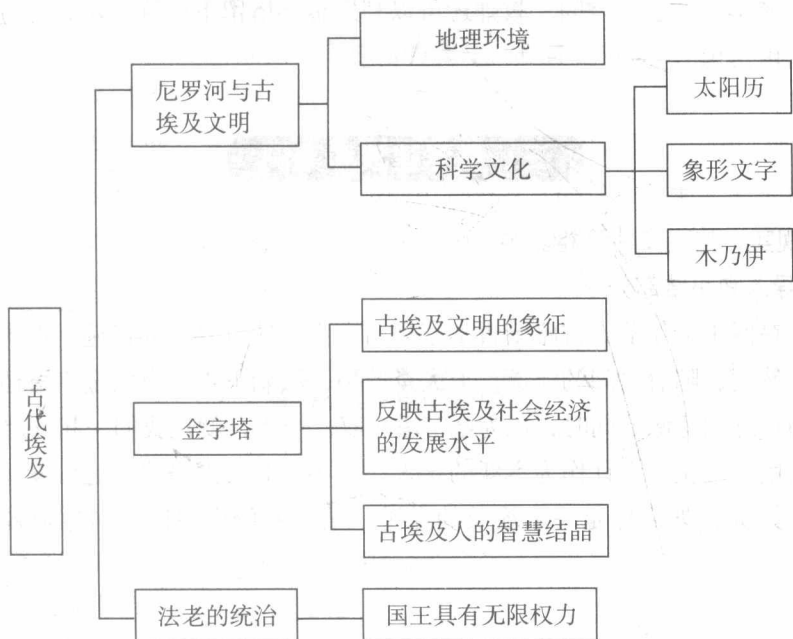 地理环境
尼罗河与古
埃及文明
太阳历
科学文化
象形文字
木乃伊
古埃及文明的象征
古代埃及
金字塔
反映古埃及社会经济
的发展水平
古埃及人的智慧结晶
法老的统治
国王具有无限权力